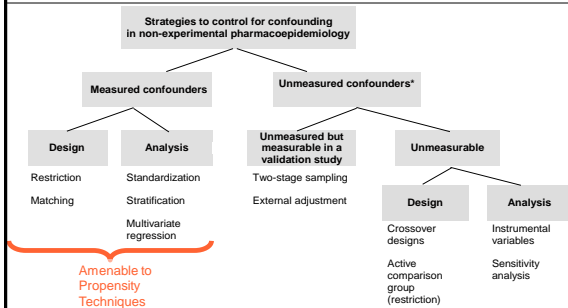 Strategies to control for confounding
in non-experimental pharmacoepidemiology
Measured confounders
Unmeasured confounders*
Design
Restriction
Matching
Analysis
Standardization
Stratification
Multivariate
regression
Amenable to
Propensity
Techniques
Unmeasured but
measurable in a
validation study
Two-stage sampling
External adjustment
Unmeasurable
Design
Crossover
designs
Active
comparison
group
(restriction)
Analysis
Instrumental
variables
Sensitivity
analysis